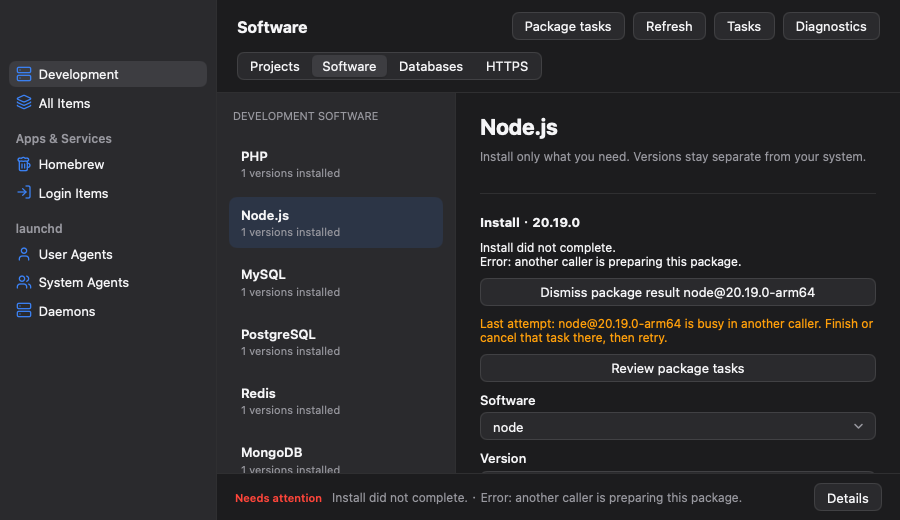 Software
Package tasks
Refresh
Tasks
Diagnostics
Projects
Software
Databases
HTTPS
Development
All Items
Apps & Services
Homebrew
Login Items
launchd
User Agents
System Agents
Daemons
DEVELOPMENT SOFTWARE
PHP
1 versions installed
Node.js
1 versions installed
MySQL
1 versions installed
PostgreSQL
1 versions installed
Redis
1 versions installed
MongoDB
1 versions installed
Node.js
Install only what you need. Versions stay separate from your system.
Install · 20.19.0
Install did not complete.
Error: another caller is preparing this package.
Dismiss package result node@20.19.0-arm64
Last attempt: node@20.19.0-arm64 is busy in another caller. Finish or
cancel that task there, then retry.
Review package tasks
Software
node
Version
Needs attention
Install did not complete. · Error: another caller is preparing this package.
Details